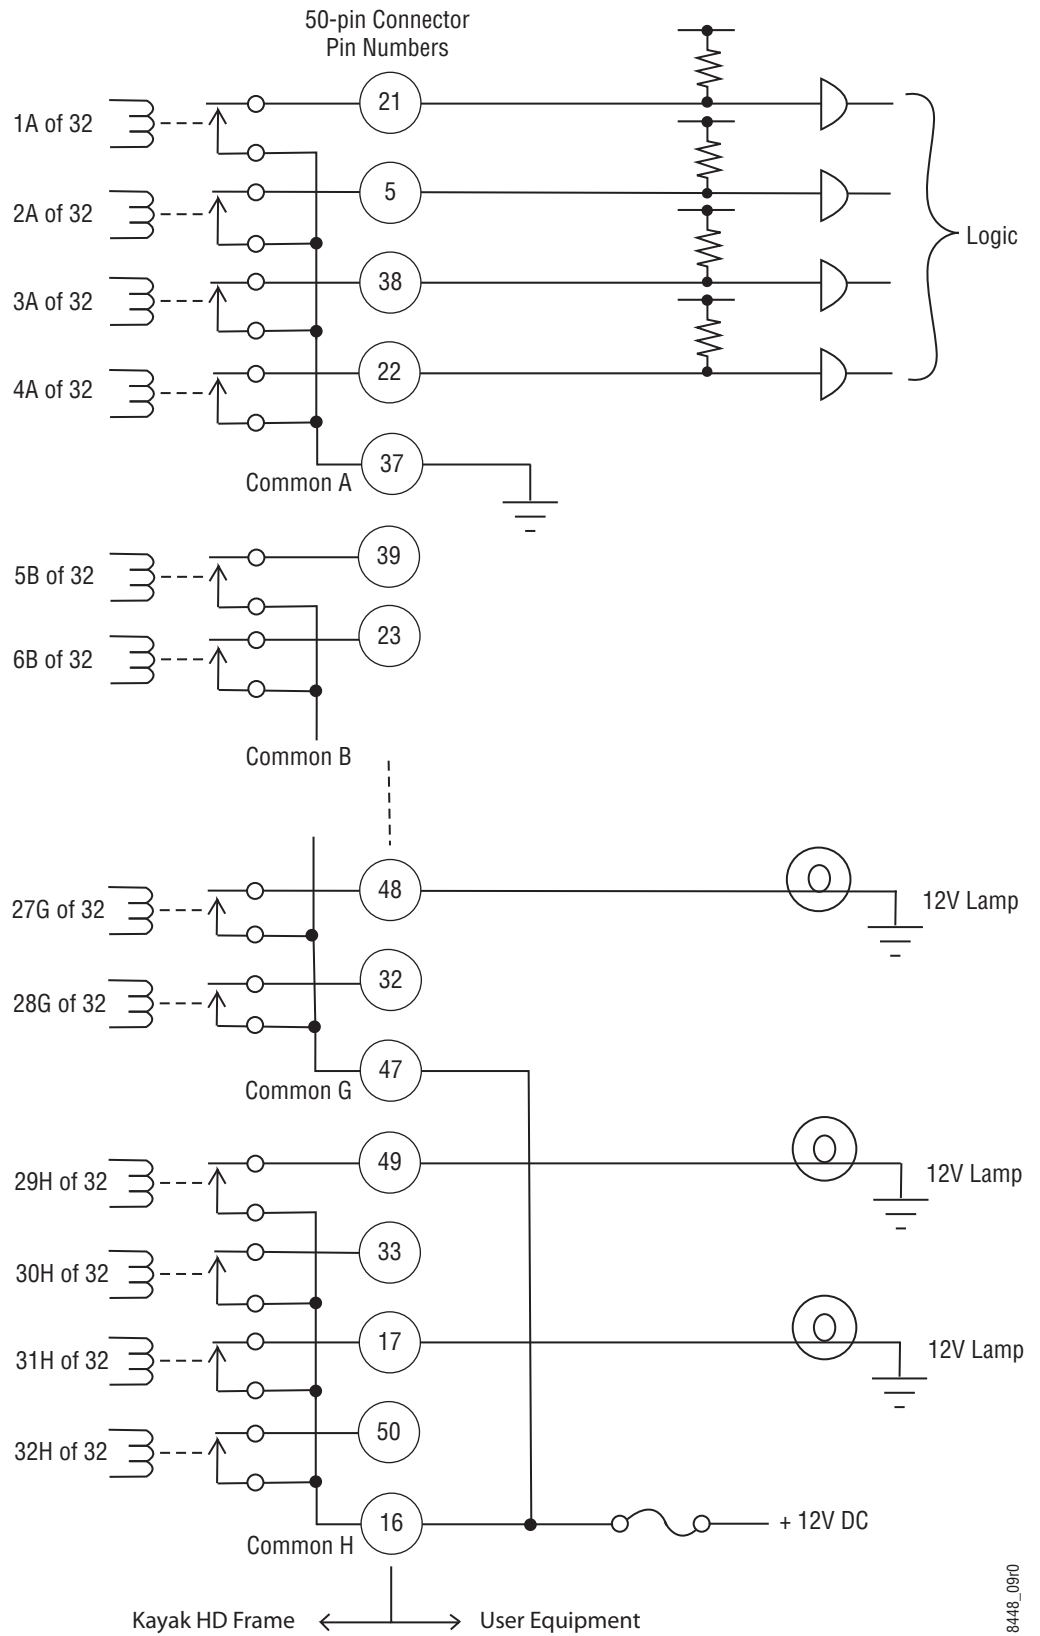 50-pin Connector
Pin Numbers
1A of 32
21
2A of 32
5
Logic
3A of 32
38
4A of 32
22
37
Common A
5B of 32
39
6B of 32
23
Common B
27G of 32
48
12V Lamp
28G of 32
32
47
Common G
29H of 32
49
12V Lamp
30H of 32
33
31H of 32
17
12V Lamp
32H of 32
50
16
+ 12V DC
Common H
Kayak HD Frame
User Equipment
8448_09r0